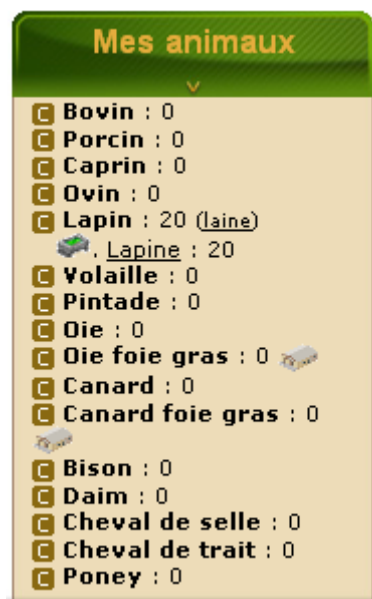 Mes animaux
C Bovin : 0
C Porcin : 0
C Caprin : 0
C Ovin : 0
C Lapin : 20 (laine)
. Lapine : 20
C Volaille : 0
C Pintade : 0
C Oie : 0
C Oie foie gras : 0
C Canard : 0
C Canard foie gras : 0
C Bison : 0
C Daim : 0
C Cheval de selle : 0
C Cheval de trait : 0
C Poney : 0